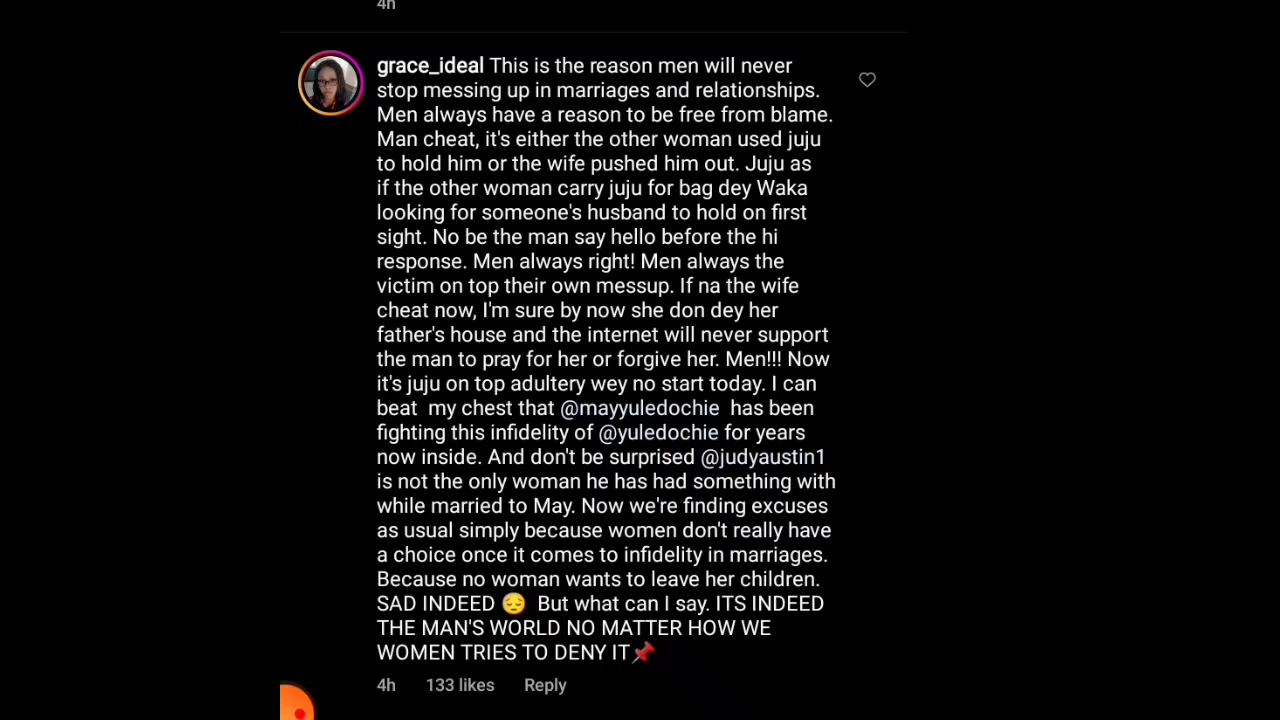 4h
grace_ideal This is the reason men will never
stop messing up in marriages and relationships.
Men always have a reason to be free from blame.
Man cheat, it's either the other woman used juju
to hold him or the wife pushed him out. Juju as
if the other woman carry juju for bag dey Waka
looking for someone's husband to hold on first
sight. No be the man say hello before the hi
response. Men always right! Men always the
victim on top their own messup. If na the wife
cheat now, I'm sure by now she don dey her
father's house and the internet will never support
the man to pray for her or forgive her. Men!!! Now
it's juju on top adultery wey no start today. I can
beat  my chest that @mayyuledochie  has been
fighting this infidelity of @yuledochie for years
now inside. And don't be surprised @judyaustin1
is not the only woman he has had something with
while married to May. Now we're finding excuses
as usual simply because women don't really have
a choice once it comes to infidelity in marriages.
Because no woman wants to leave her children.
SAD INDEED 😔  But what can I say. ITS INDEED
THE MAN'S WORLD NO MATTER HOW WE
WOMEN TRIES TO DENY IT📌
4h 133 likes Reply